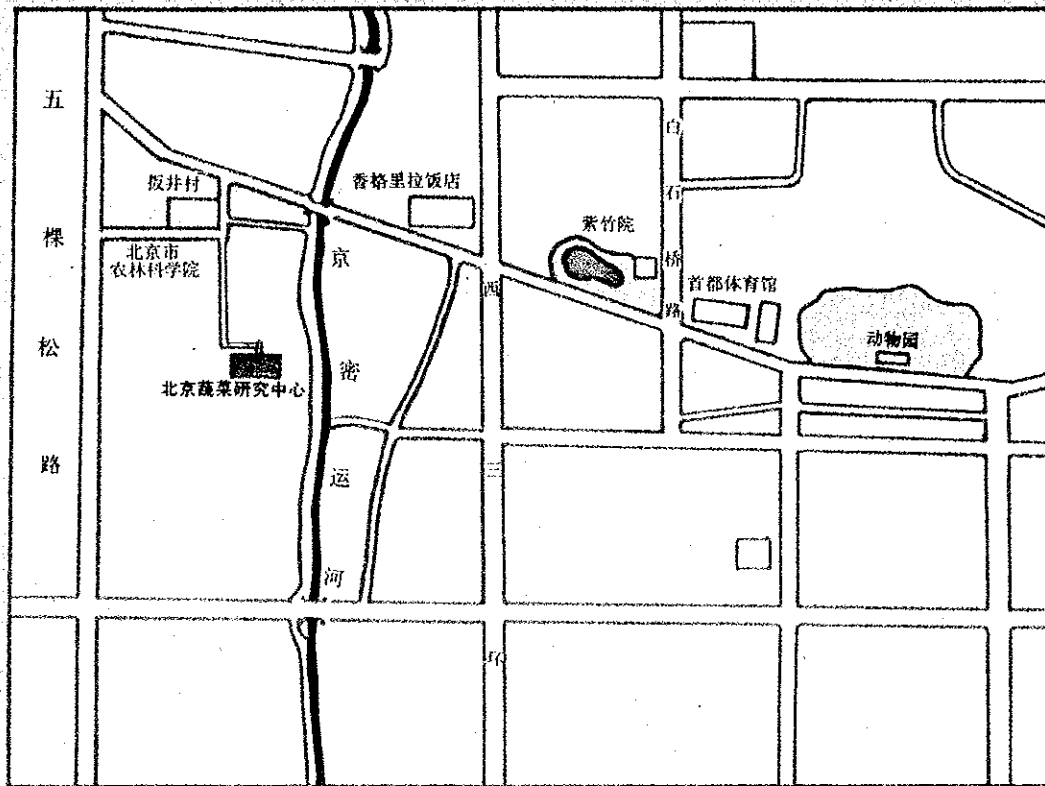 五棵松路
板井村
北京市
农林科学院
北京蔬菜研究中心
香格里拉饭店
京密运河
西三环
紫竹院
白石桥路
首都体育馆
动物园